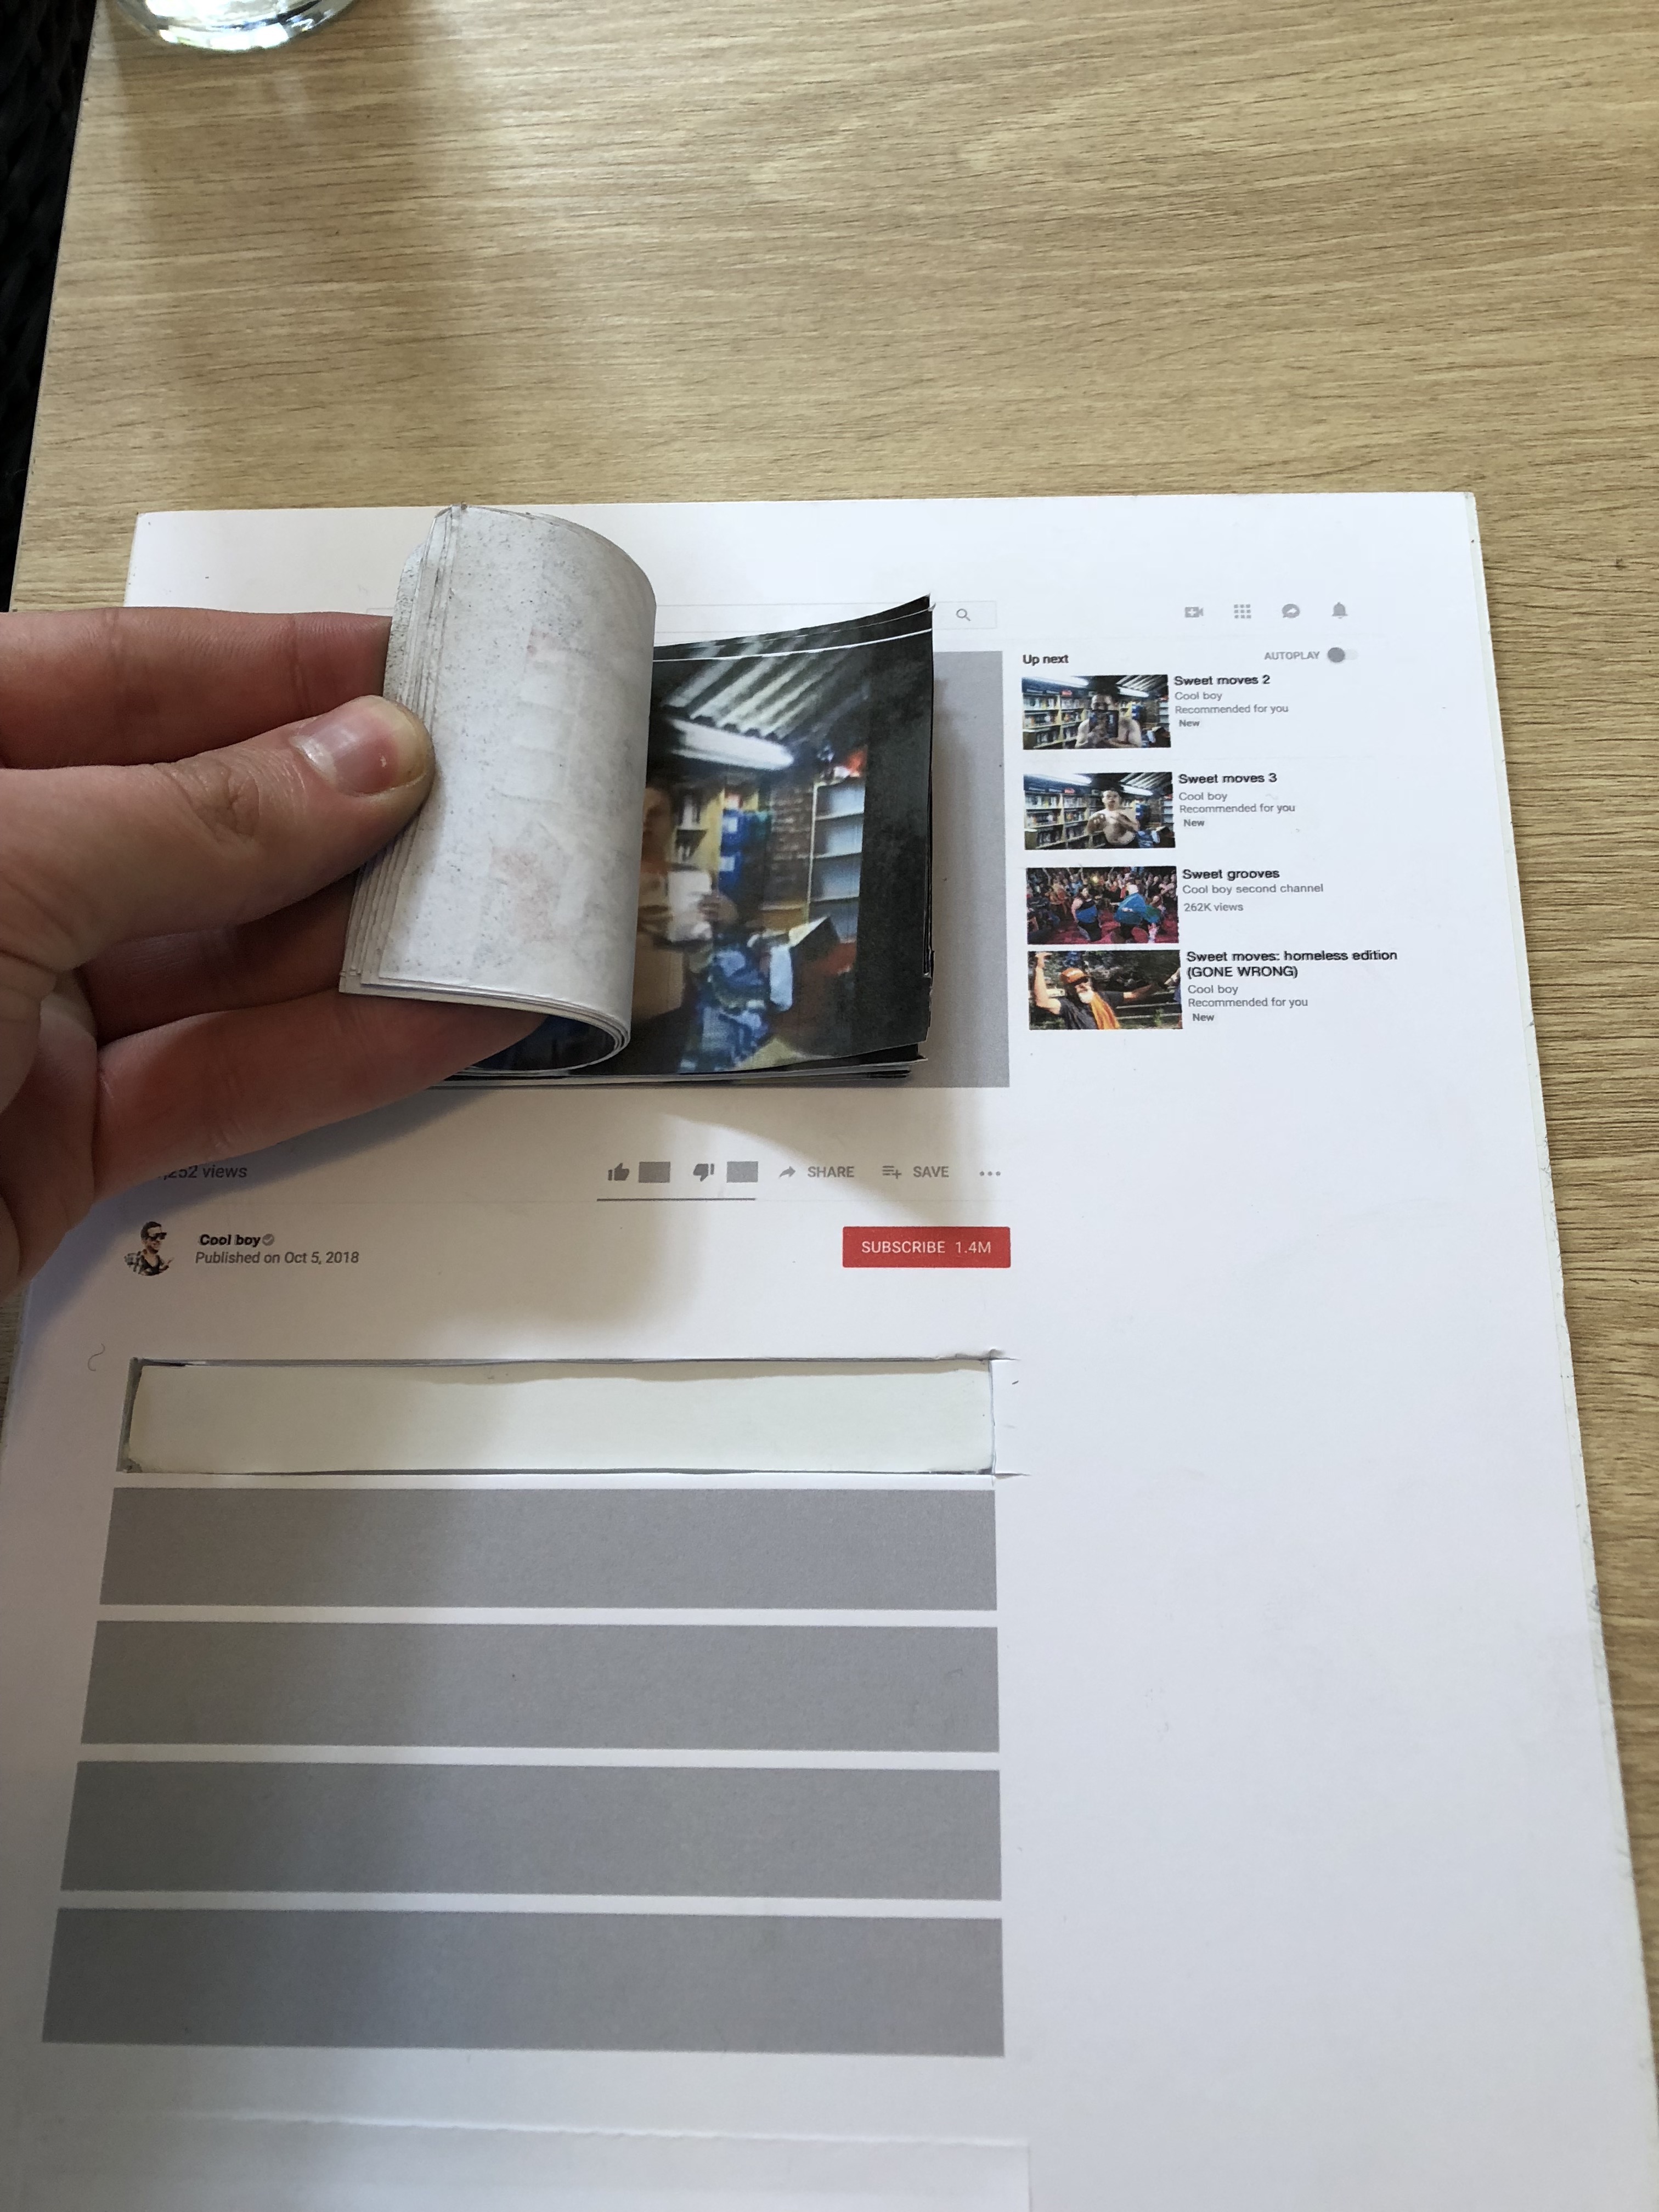 Up next
AUTOPLAY
Sweet moves 2
Cool boy
Recommended for you
New
Sweet moves 3
Cool boy
Recommended for you
New
Sweet grooves
Cool boy second channel
262K views
Sweet moves: homeless edition
(GONE WRONG)
Cool boy
Recommended for you
New
,252 views
SHARE
SAVE
Cool boy
Published on Oct 5, 2018
SUBSCRIBE 1.4M